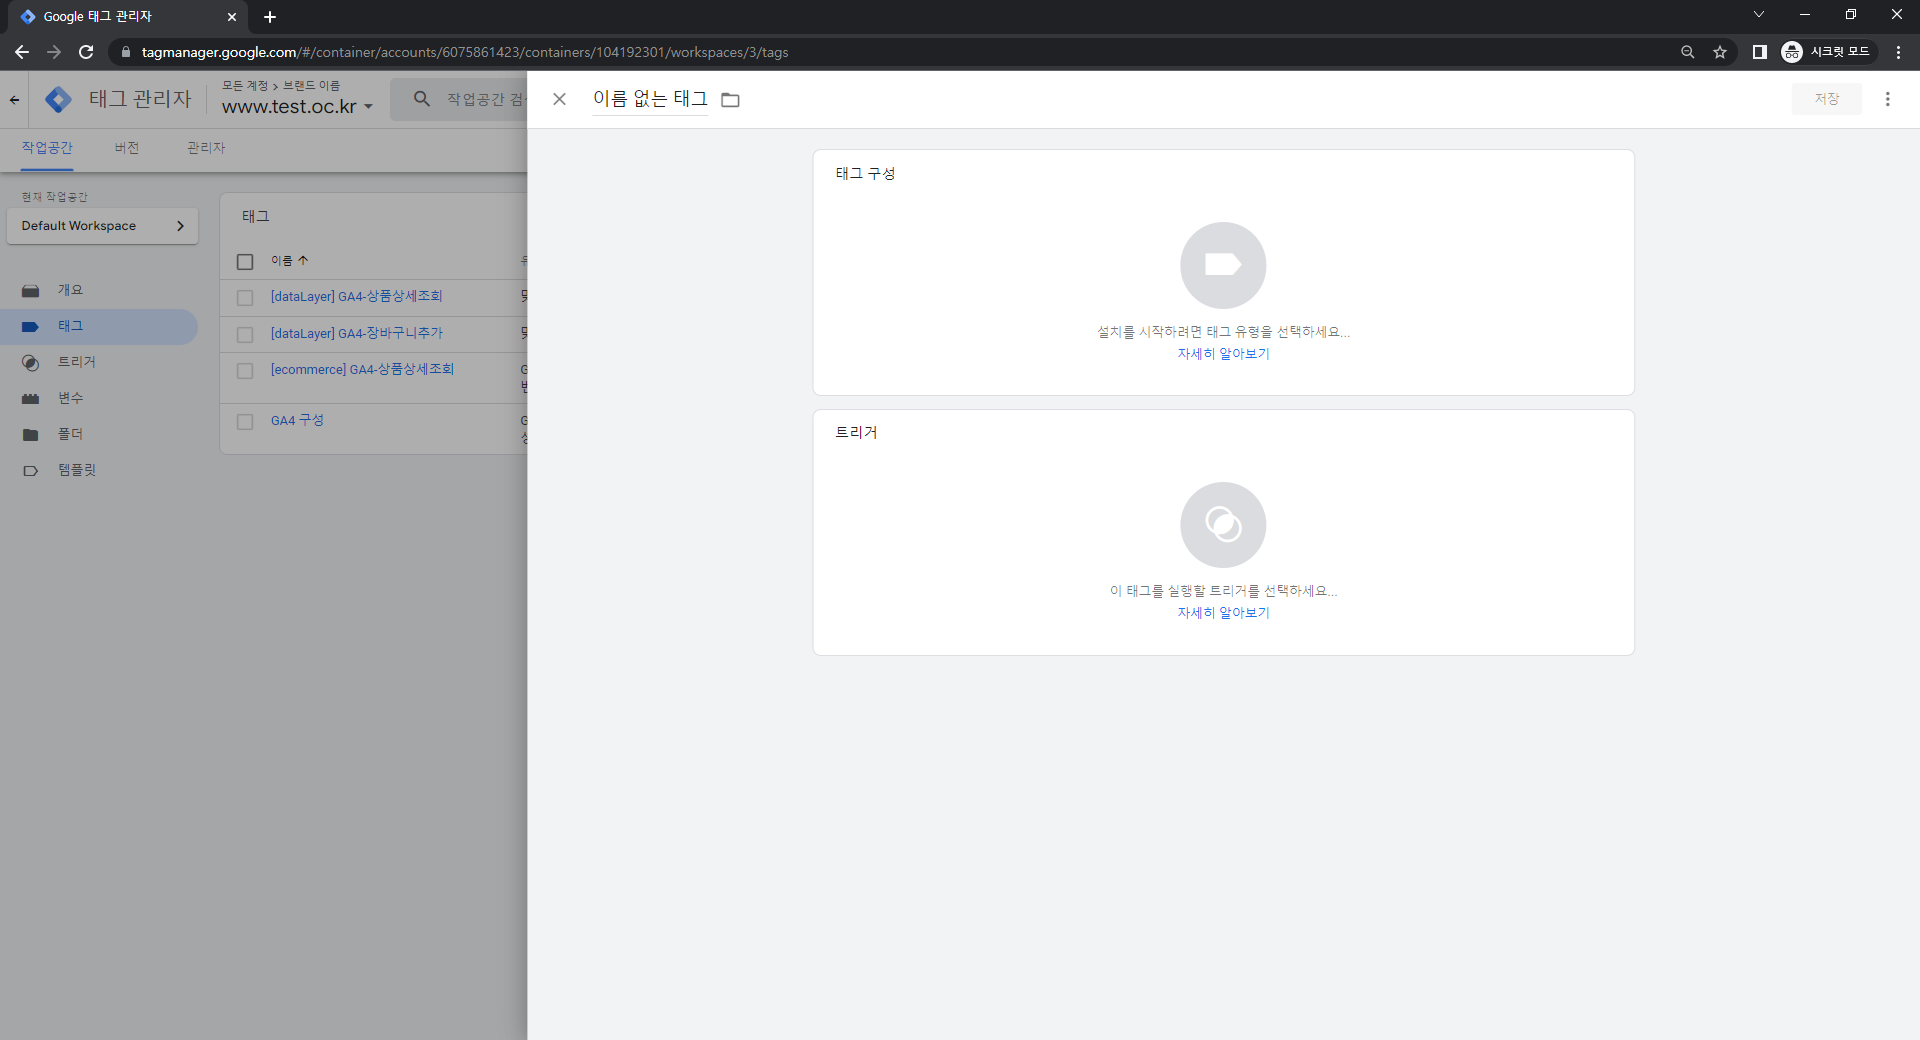 Google 태그 관리자
tagmanager.google.com/#/container/accounts/6075861423/containers/104192301/workspaces/3/tags
시크릿 모드
태그 관리자
모든 계정 > 브랜드 이름
www.test.oc.kr
작업공간 검
이름 없는 태그
저장
작업공간
버전
관리자
현재 작업공간
Default Workspace
개요
태그
트리거
변수
폴더
템플릿
태그
이름
[dataLayer] GA4-상품상세조회
[dataLayer] GA4-장바구니추가
[ecommerce] GA4-상품상세조회
GA4 구성
태그 구성
설치를 시작하려면 태그 유형을 선택하세요...
자세히 알아보기
트리거
이 태그를 실행할 트리거를 선택하세요...
자세히 알아보기